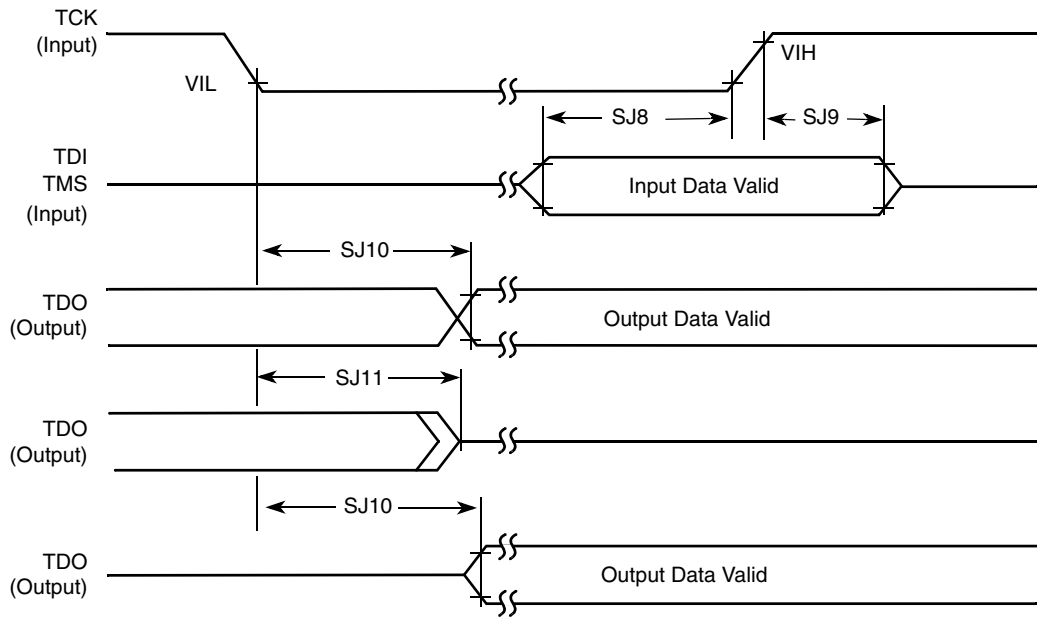 TCK
(Input)
VIL
VIH
SJ8
SJ9
TDI
TMS
(Input)
Input Data Valid
SJ10
TDO
(Output)
Output Data Valid
SJ11
TDO
(Output)
SJ10
TDO
(Output)
Output Data Valid